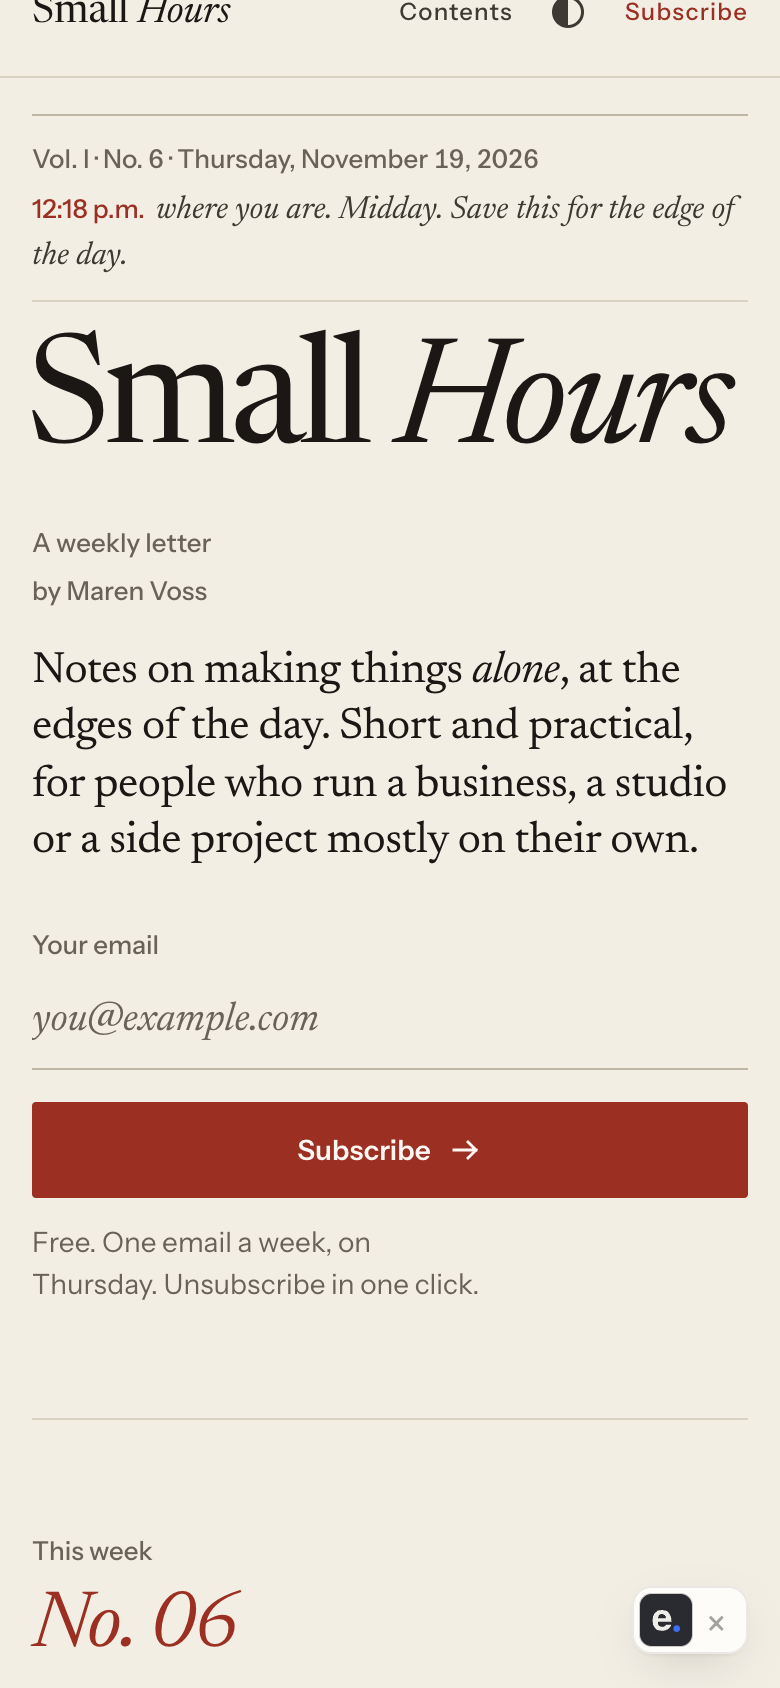 Small Hours Contents Subscribe
Vol. I · No. 6 · Thursday, November 19, 2026
12:18 p.m. where you are. Midday. Save this for the edge of
the day.
Small Hours
A weekly letter
by Maren Voss
Notes on making things alone, at the
edges of the day. Short and practical,
for people who run a business, a studio
or a side project mostly on their own.
Your email
you@example.com
Subscribe →
Free. One email a week, on
Thursday. Unsubscribe in one click.
This week
No. 06
e. ×